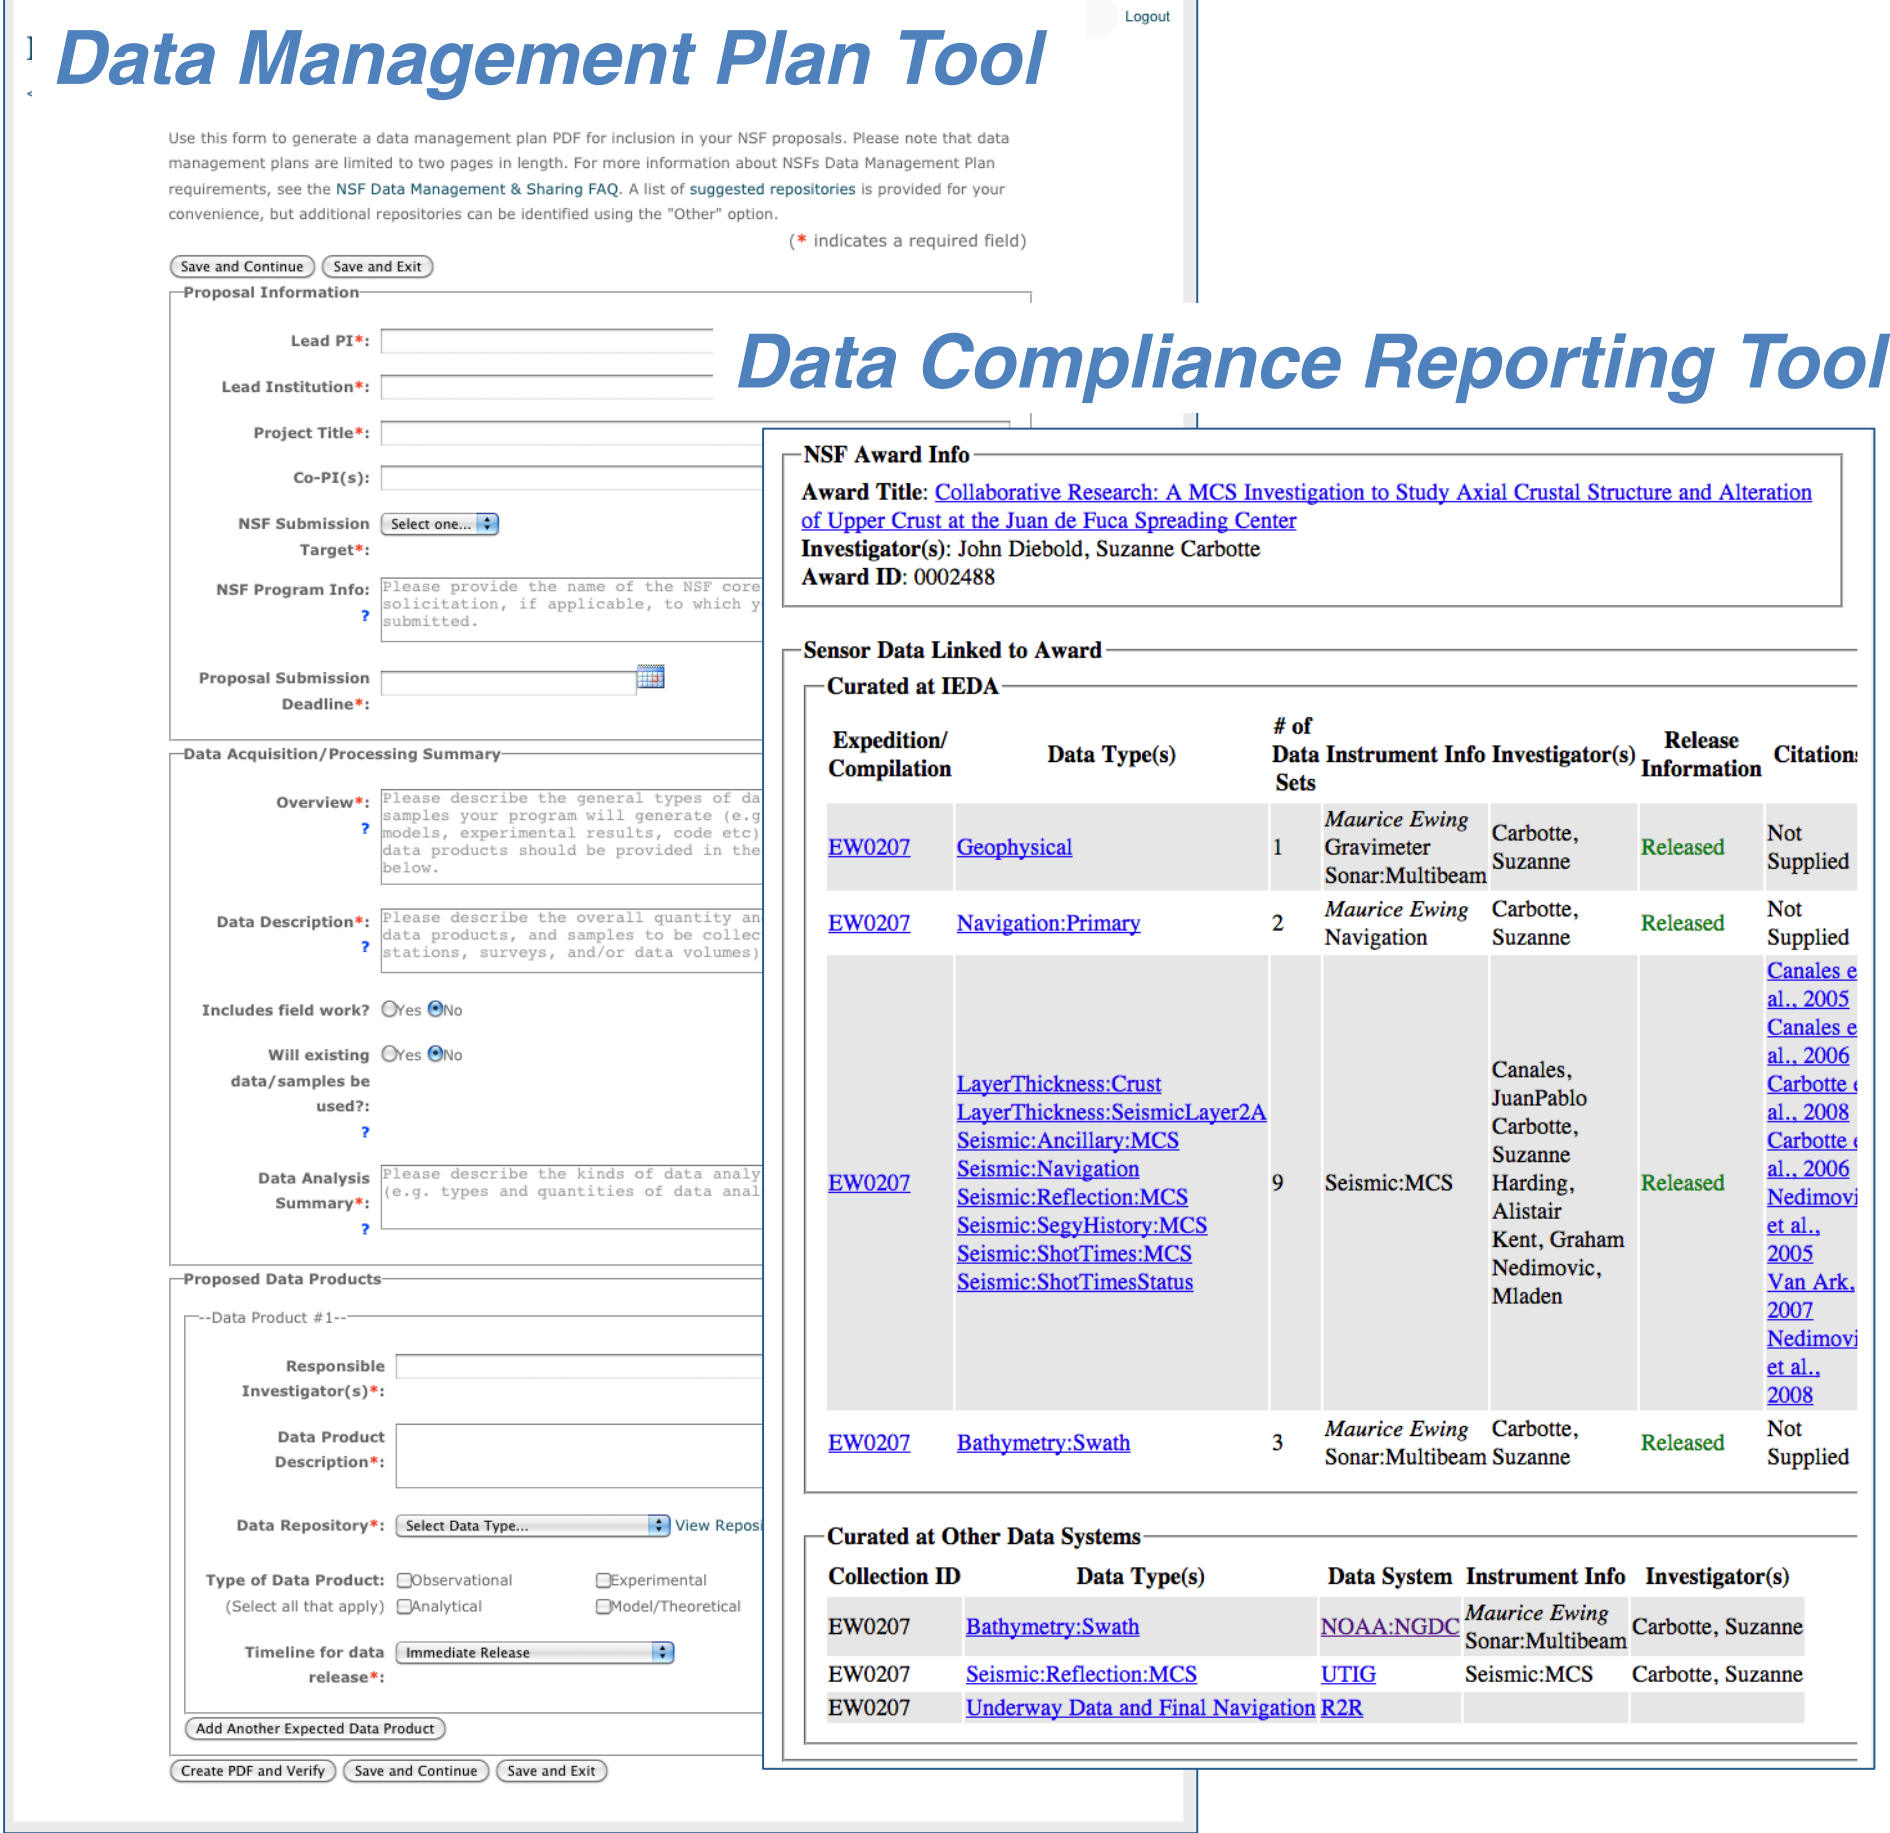 Logout
Data Management Plan Tool
Use this form to generate a data management plan PDF for inclusion in your NSF proposals. Please note that data
management plans are limited to two pages in length. For more information about NSFs Data Management Plan
requirements, see the NSF Data Management & Sharing FAQ. A list of suggested repositories is provided for your
convenience, but additional repositories can be identified using the "Other" option.
(* indicates a required field)
Save and Continue Save and Exit
Proposal Information
Lead PI*:
Lead Institution*:
Project Title*:
Co-PI(s):
NSF Submission Select one...
Target*:
NSF Program Info: Please provide the name of the NSF core
solicitation, if applicable, to which y
? submitted.
Proposal Submission
Deadline*:
Data Acquisition/Processing Summary
Overview*: Please describe the general types of da
samples your program will generate (e.g
? models, experimental results, code etc)
data products should be provided in the
below.
Data Description*: Please describe the overall quantity an
data products, and samples to be collec
? stations, surveys, and/or data volumes)
Includes field work? Yes No
Will existing Yes No
data/samples be
used?:
?
Data Analysis Please describe the kinds of data analy
Summary*: (e.g. types and quantities of data anal
?
Proposed Data Products
--Data Product #1--
Responsible
Investigator(s)*:
Data Product
Description*:
Data Repository*: Select Data Type... View Reposi
Type of Data Product: Observational Experimental
(Select all that apply) Analytical Model/Theoretical
Timeline for data Immediate Release
release*:
Add Another Expected Data Product
Create PDF and Verify Save and Continue Save and Exit
Data Compliance Reporting Tool
NSF Award Info
Award Title: Collaborative Research: A MCS Investigation to Study Axial Crustal Structure and Alteration
of Upper Crust at the Juan de Fuca Spreading Center
Investigator(s): John Diebold, Suzanne Carbotte
Award ID: 0002488
Sensor Data Linked to Award
Curated at IEDA
Expedition/
Compilation
Data Type(s)
# of
Data
Sets
Instrument Info
Investigator(s)
Release
Information
Citation
EW0207
Geophysical
1
Maurice Ewing
Gravimeter
Sonar:Multibeam
Carbotte,
Suzanne
Released
Not
Supplied
EW0207
Navigation:Primary
2
Maurice Ewing
Navigation
Carbotte,
Suzanne
Released
Not
Supplied
EW0207
LayerThickness:Crust
LayerThickness:SeismicLayer2A
Seismic:Ancillary:MCS
Seismic:Navigation
Seismic:Reflection:MCS
Seismic:SegyHistory:MCS
Seismic:ShotTimes:MCS
Seismic:ShotTimesStatus
9
Seismic:MCS
Canales,
JuanPablo
Carbotte,
Suzanne
Harding,
Alistair
Kent, Graham
Nedimovic,
Mladen
Released
Canales e
al., 2005
Canales e
al., 2006
Carbotte e
al., 2008
Carbotte e
al., 2006
Nedimovi
et al.,
2005
Van Ark,
2007
Nedimovi
et al.,
2008
EW0207
Bathymetry:Swath
3
Maurice Ewing
Sonar:Multibeam
Carbotte,
Suzanne
Released
Not
Supplied
Curated at Other Data Systems
Collection ID Data Type(s) Data System Instrument Info Investigator(s)
EW0207 Bathymetry:Swath NOAA:NGDC Maurice Ewing
Sonar:Multibeam Carbotte, Suzanne
EW0207 Seismic:Reflection:MCS UTIG Seismic:MCS Carbotte, Suzanne
EW0207 Underway Data and Final Navigation R2R